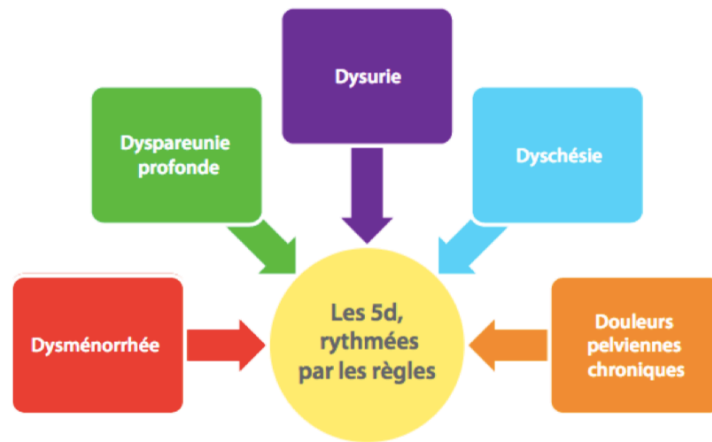 Dysurie
Dyspareunie
profonde
Dyschésie
Dysménorrhée
Les 5d,
rythmées
par les règles
Douleurs
pelviennes
chroniques